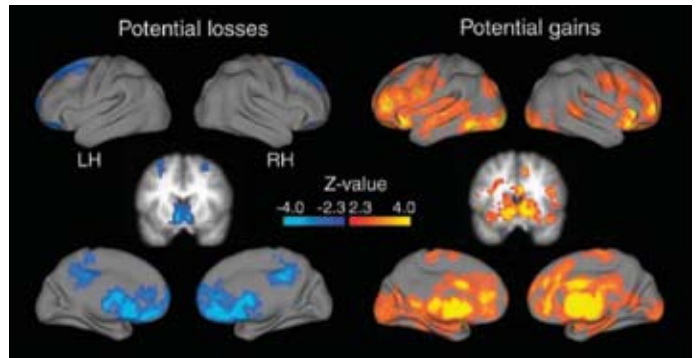 Potential losses
Potential gains
LH
RH
Z-value
-4.0 -2.3 2.3 4.0